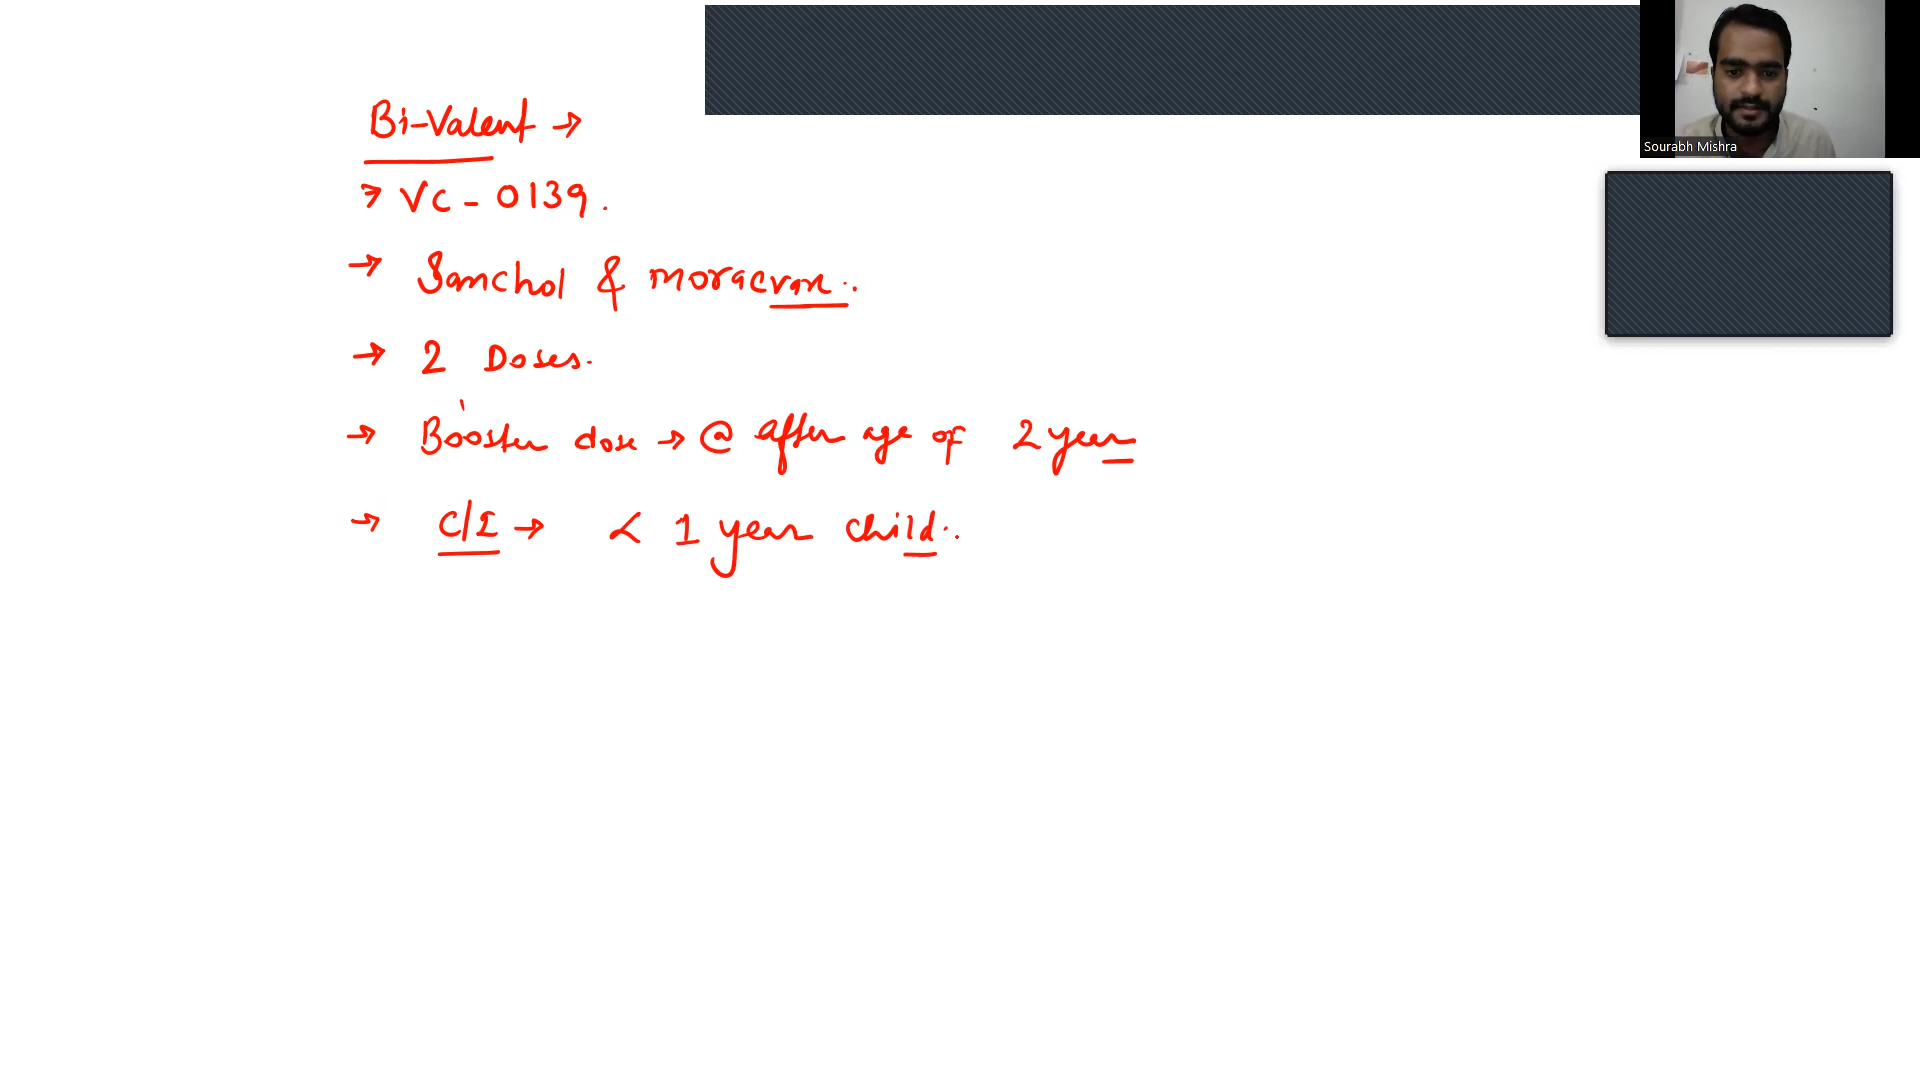 Bi-Valent →
→ VC - 0139.
→ Sanchol & moracvax.
→ 2 Doses.
→ Booster dose → @ after age of 2 year
→ C/I → < 1 year child.
Sourabh Mishra